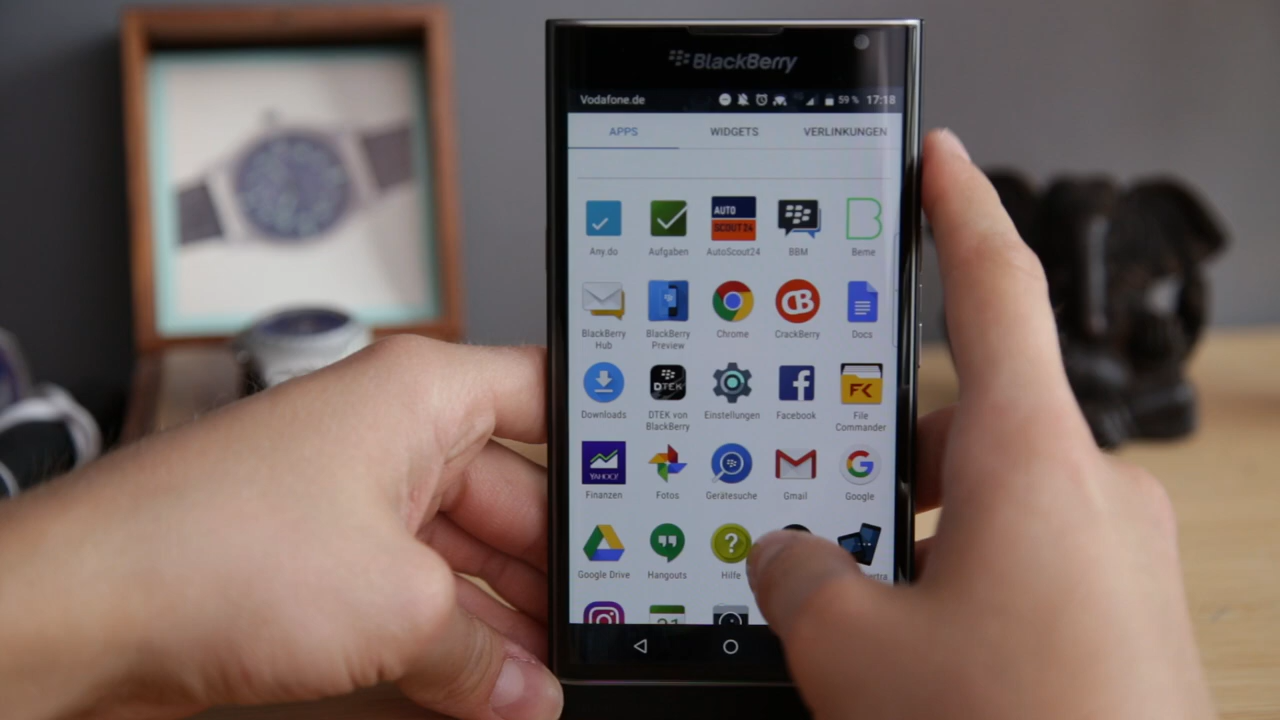 BlackBerry
Vodafone.de
59 % 17:18
APPS WIDGETS VERLINKUNGEN
AUTO
SCOUT24
Any.do Aufgaben AutoScout24 BBM Beme
CB
BlackBerry Hub BlackBerry Preview Chrome CrackBerry Docs
DTEK
FK
Downloads DTEK von BlackBerry Einstellungen Facebook File Commander
YAHOO!
G
Finanzen Fotos Gerätesuche Gmail Google
?
Google Drive Hangouts Hilfe